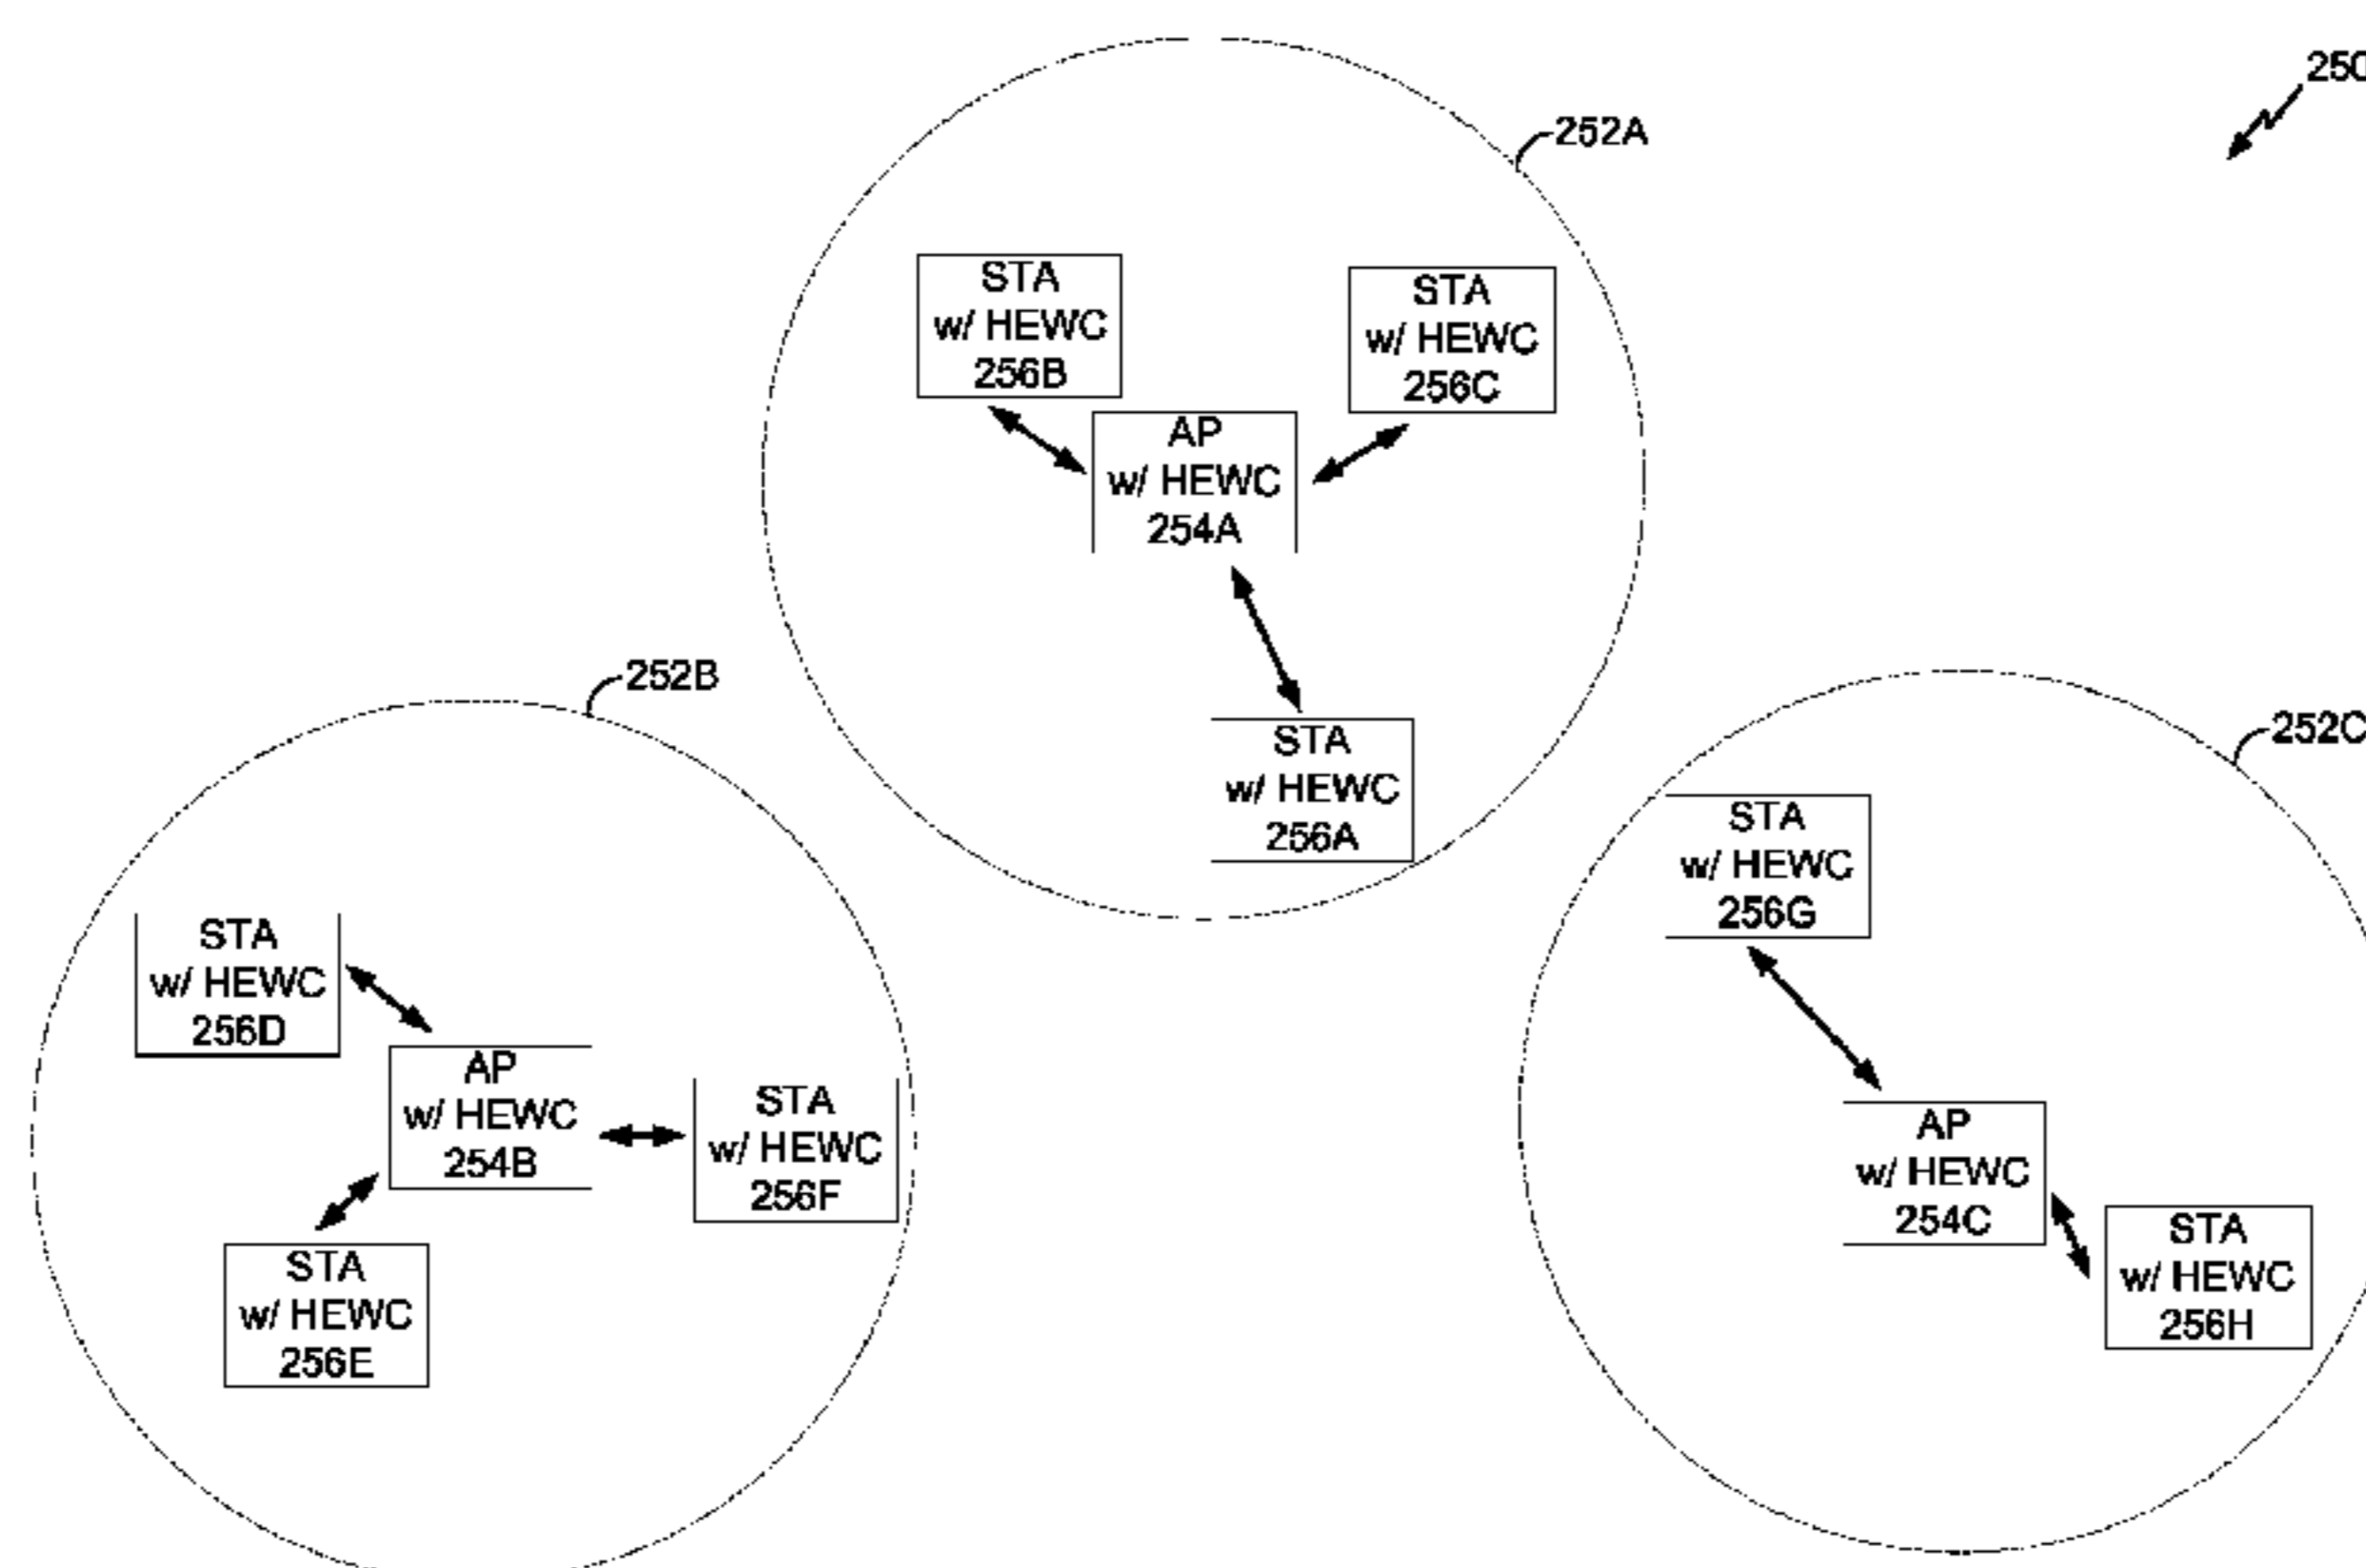 250
252A
STA
w/ HEWC
256B
STA
w/ HEWC
256C
AP
w/ HEWC
254A
252B
STA
w/ HEWC
256A
252C
STA
w/ HEWC
256G
STA
w/ HEWC
256D
AP
w/ HEWC
254B
STA
w/ HEWC
256F
AP
w/ HEWC
254C
STA
w/ HEWC
256H
STA
w/ HEWC
256E